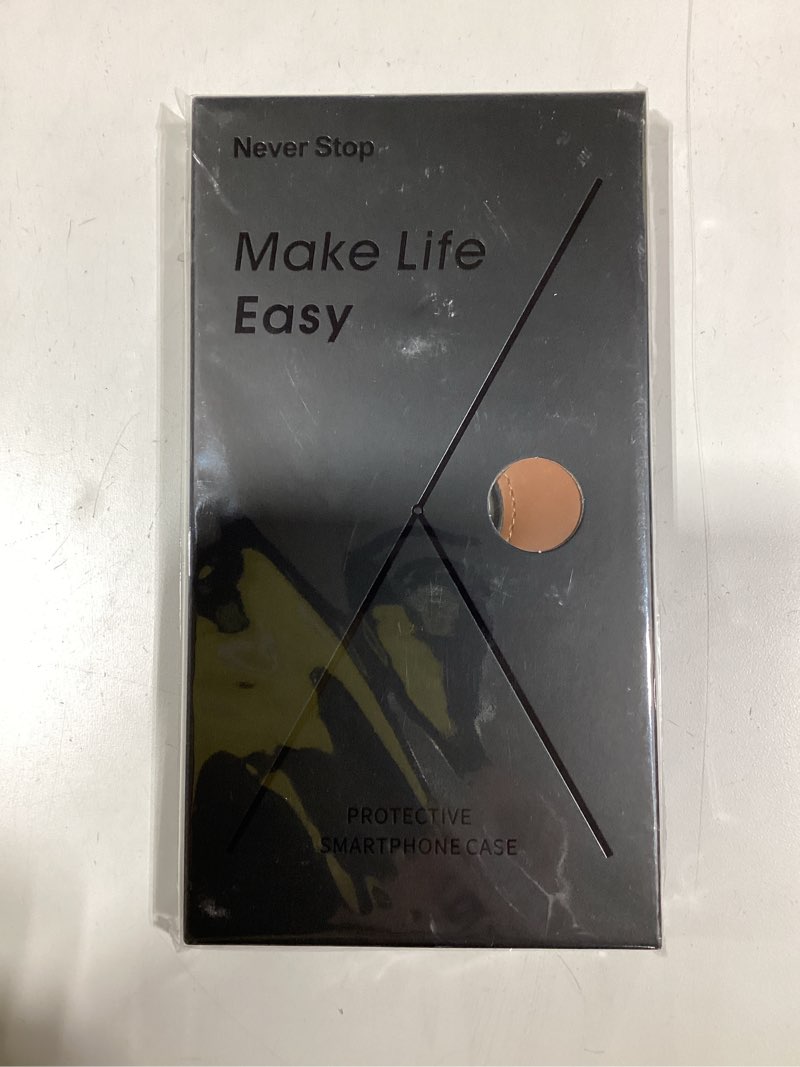 Never Stop
Make Life
Easy
PROTECTIVE
SMARTPHONE CASE